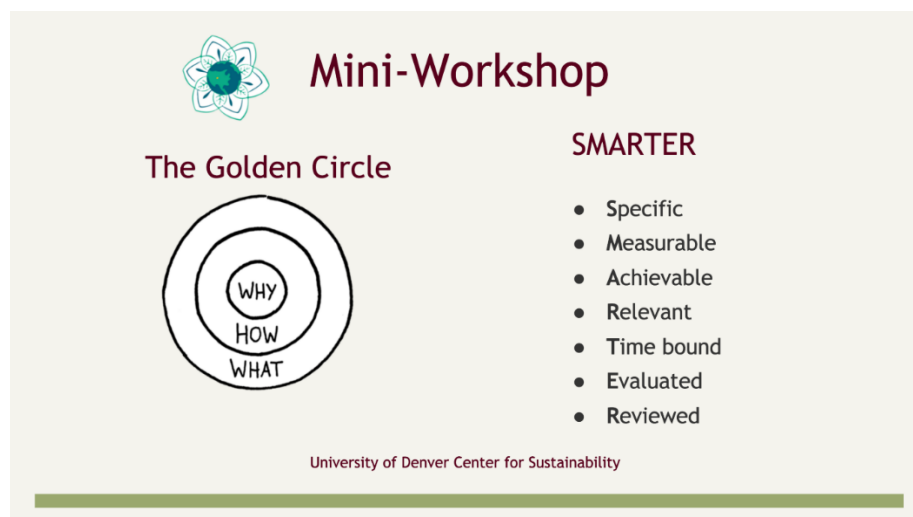 Mini-Workshop
The Golden Circle
WHY
HOW
WHAT
SMARTER
● Specific
● Measurable
● Achievable
● Relevant
● Time bound
● Evaluated
● Reviewed
University of Denver Center for Sustainability